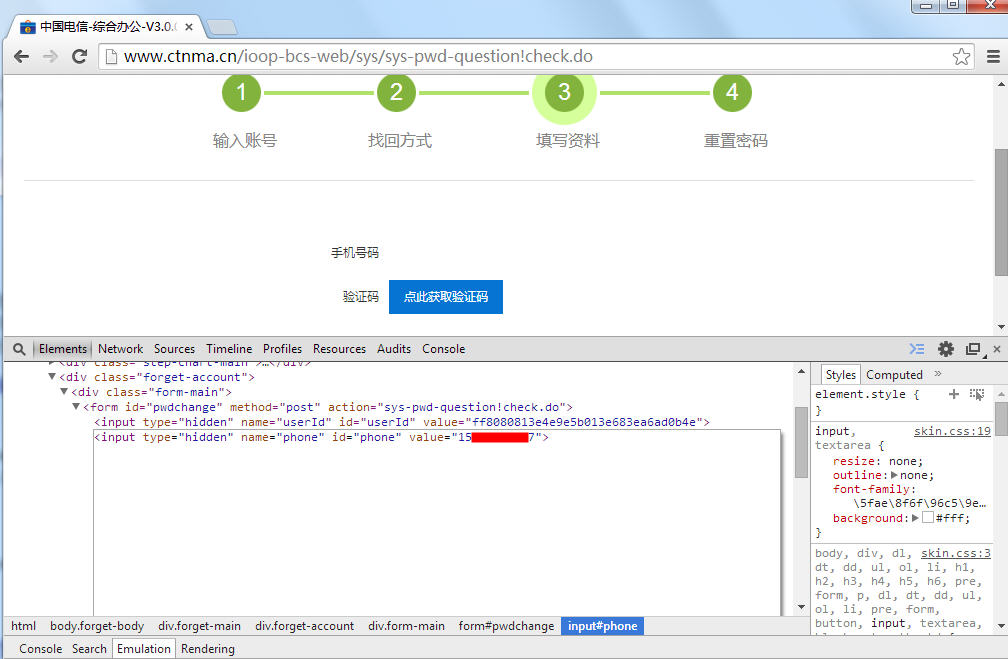 中国电信-综合办公-V3.0.
www.ctnma.cn/ioop-bcs-web/sys/sys-pwd-question!check.do
1 2 3 4
输入账号 找回方式 填写资料 重置密码
手机号码
验证码 点此获取验证码
Elements Network Sources Timeline Profiles Resources Audits Console
<div class="step-chart-main">…</div>
▼<div class="forget-account">
▼<div class="form-main">
▼<form id="pwdchange" method="post" action="sys-pwd-question!check.do">
<input type="hidden" name="userId" id="userId" value="ff8080813e4e9e5b013e683ea6ad0b4e">
<input type="hidden" name="phone" id="phone" value="15 7">
Styles Computed »
element.style {
}
input, skin.css:19
textarea {
resize: none;
outline:▶none;
font-family:
\5fae\8f6f\96c5\9e…
background:▶#fff;
}
body, div, dl, skin.css:3
dt, dd, ul, ol, li, h1,
h2, h3, h4, h5, h6, pre,
form, p, dl, dt, dd, ul,
ol, li, pre, form,
button, input, textarea,
html body.forget-body div.forget-main div.forget-account div.form-main form#pwdchange input#phone
Console Search Emulation Rendering